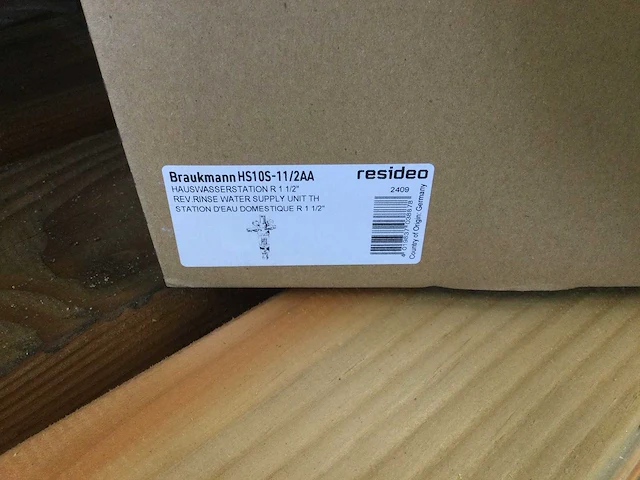 Braukmann HS10S-11/2AA
resideo
HAUSWASSERSTATION R 1 1/2"
2409
REV.RINSE WATER SUPPLY UNIT TH
STATION D'EAU DOMESTIQUE R 1 1/2"
Country of Origin: Germany